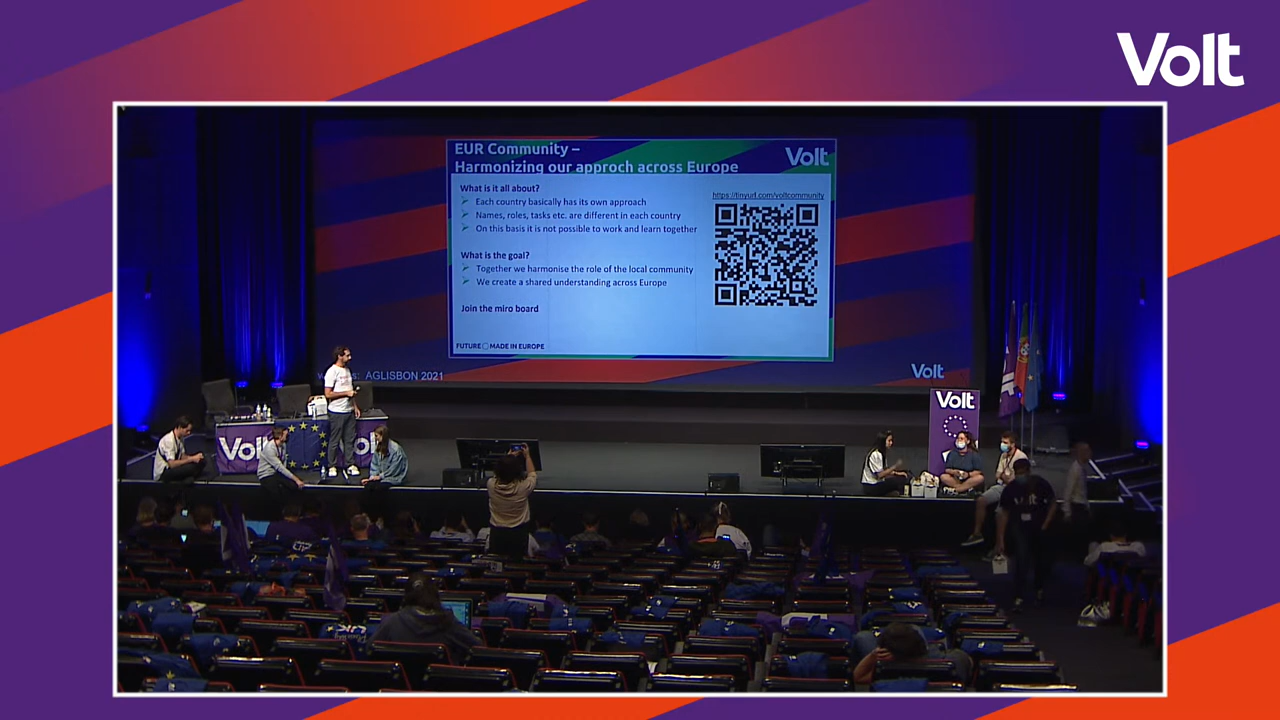 Volt
EUR Community –
Harmonizing our approch across Europe
Volt
What is it all about?
Each country basically has its own approach
Names, roles, tasks etc. are different in each country
On this basis it is not possible to work and learn together
What is the goal?
Together we harmonise the role of the local community
We create a shared understanding across Europe
Join the miro board
https://tinyurl.com/voltcommunity
FUTURE MADE IN EUROPE
AGLISBON 2021
Volt
Volt
Volt